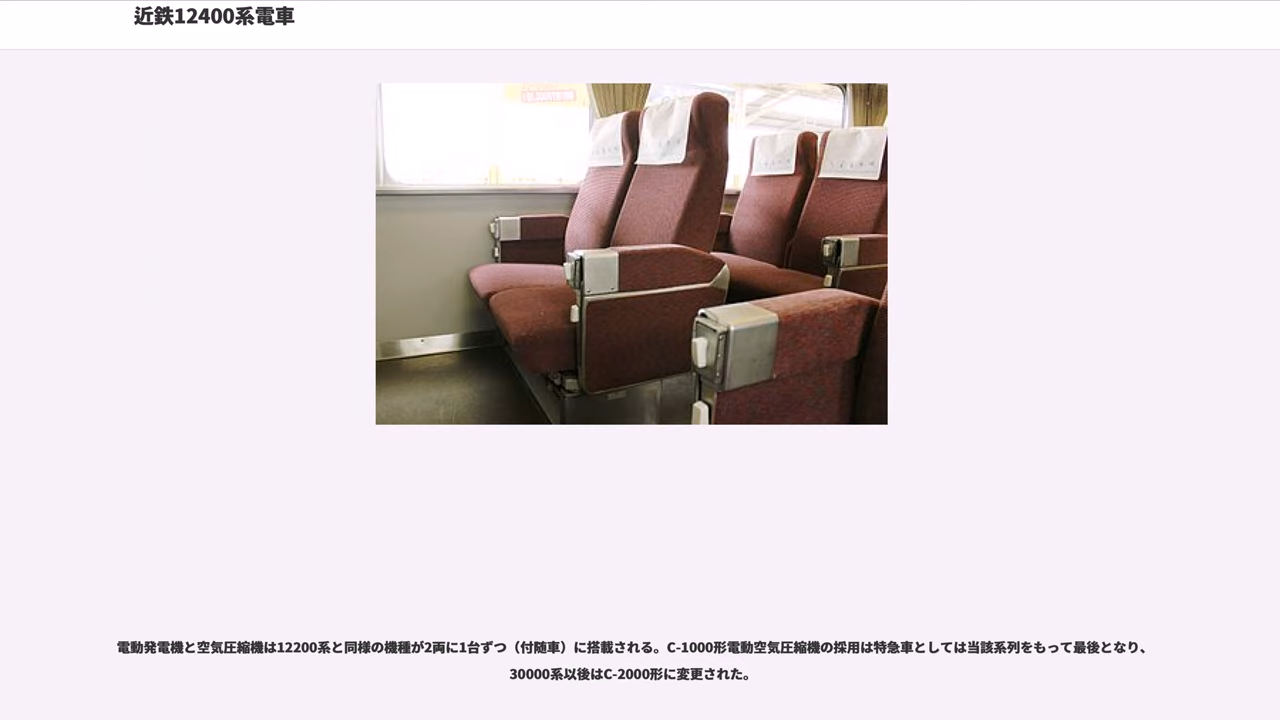 近鉄12400系電車
電動発電機と空気圧縮機は12200系と同様の機種が2両に1台ずつ（付随車）に搭載される。C-1000形電動空気圧縮機の採用は特急車としては当該系列をもって最後となり、
30000系以後はC-2000形に変更された。